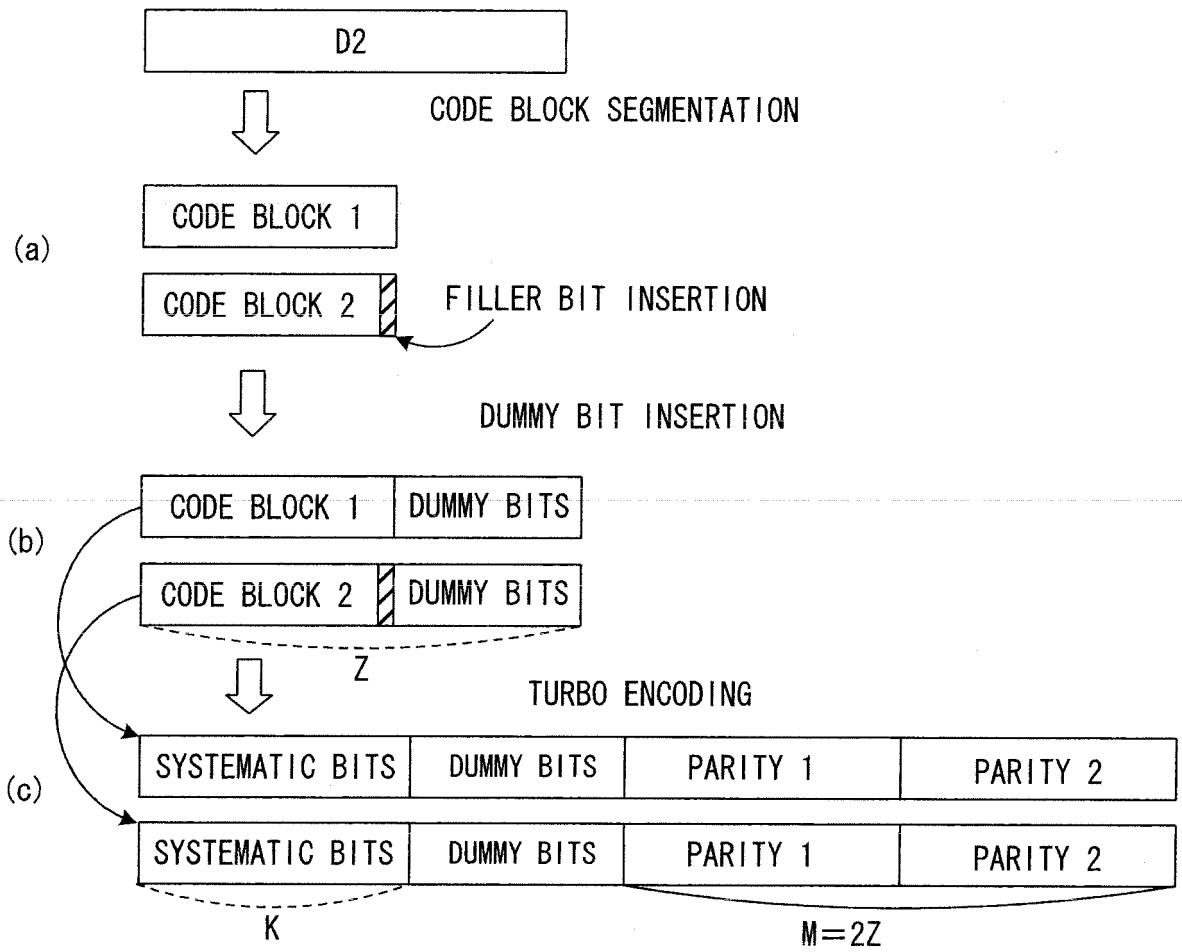 D2
CODE BLOCK SEGMENTATION
CODE BLOCK 1
(a)
CODE BLOCK 2
FILLER BIT INSERTION
DUMMY BIT INSERTION
CODE BLOCK 1 DUMMY BITS
(b)
CODE BLOCK 2 DUMMY BITS
Z
TURBO ENCODING
SYSTEMATIC BITS DUMMY BITS PARITY 1 PARITY 2
(c)
SYSTEMATIC BITS DUMMY BITS PARITY 1 PARITY 2
K
M=2Z